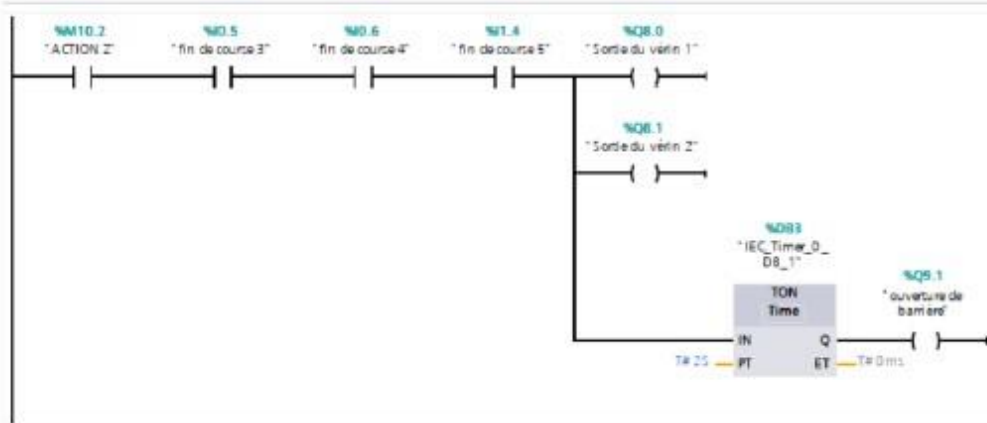 %M10.2
"ACTION 2"
%I0.5
"fin de course 3"
%I0.6
"fin de course 4"
%I1.4
"fin de course 5"
%Q8.0
"Sortie du vérin 1"
%Q8.1
"Sortie du vérin 2"
%DB3
"IEC_Timer_0_
DB_1"
TON
Time
%Q9.1
"ouverture de
barriere"
IN Q
T# 2S PT ET T# 0ms